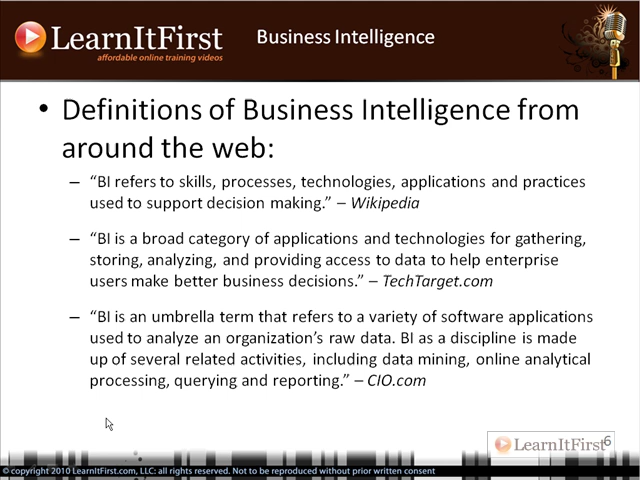 LearnItFirst
affordable online training videos
Business Intelligence
• Definitions of Business Intelligence from
around the web:
– “BI refers to skills, processes, technologies, applications and practices
used to support decision making.” – Wikipedia
– “BI is a broad category of applications and technologies for gathering,
storing, analyzing, and providing access to data to help enterprise
users make better business decisions.” – TechTarget.com
– “BI is an umbrella term that refers to a variety of software applications
used to analyze an organization’s raw data. BI as a discipline is made
up of several related activities, including data mining, online analytical
processing, querying and reporting.” – CIO.com
LearnItFirst
6
© copyright 2010 LearnItFirst.com, LLC: all rights reserved. Not to be reproduced without prior written consent